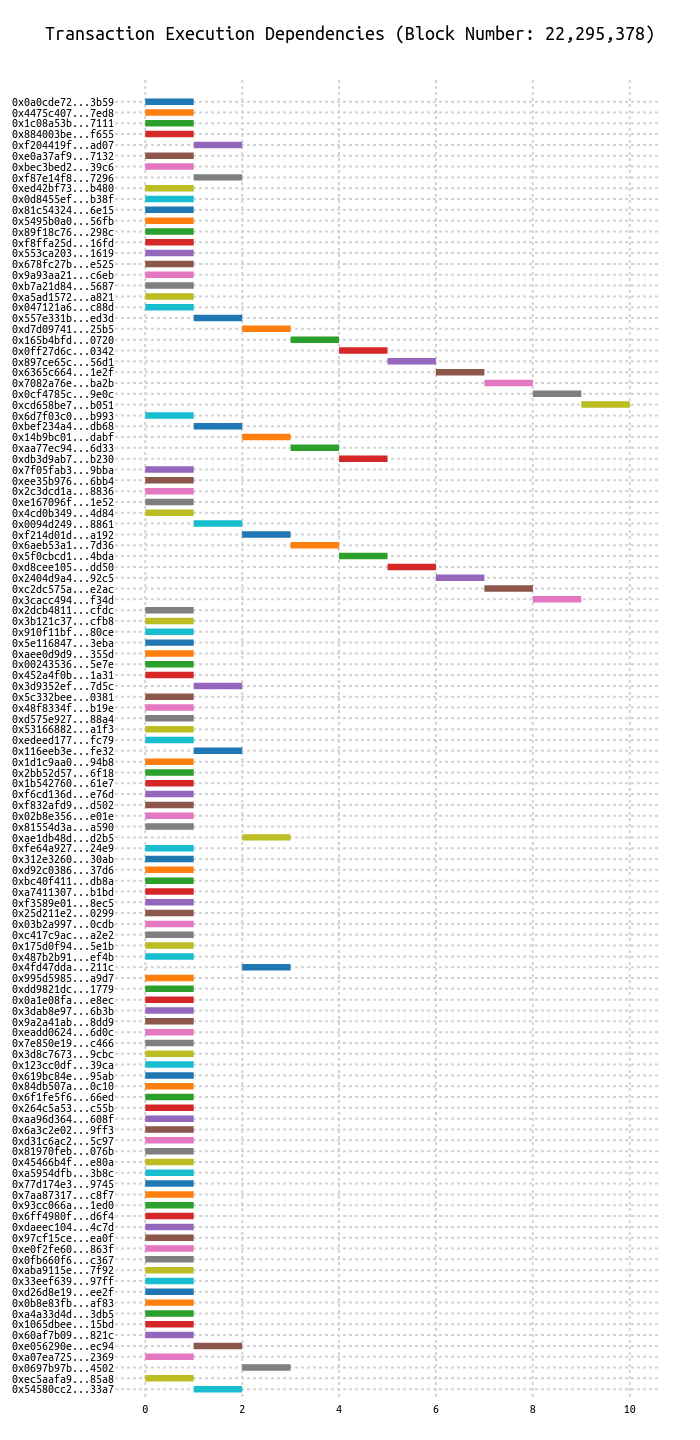 Transaction Execution Dependencies (Block Number: 22,295,378)
0x0a0cde72...3b59
0x4475c407...7ed8
0x1c08a53b...7111
0x884003be...f655
0xf204419f...ad07
0xe0a37af9...7132
0xbec3bed2...39c6
0xf87e14f8...7296
0xed42bf73...b480
0x0d8455ef...b38f
0x81c54324...6e15
0x5495b0a0...56fb
0x89f18c76...298c
0xf8ffa25d...16fd
0x553ca203...1619
0x678fc27b...e525
0x9a93aa21...c6eb
0xb7a21d84...5687
0xa5ad1572...a821
0x047121a6...c88d
0x557e331b...ed3d
0xd7d09741...25b5
0x165b4bfd...0720
0x0ff27d6c...0342
0x897ce65c...56d1
0x6365c664...1e2f
0x7082a76e...ba2b
0x0cf4785c...9e0c
0xcd658be7...b051
0x6d7f03c0...b993
0xbef234a4...db68
0x14b9bc01...dabf
0xaa77ec94...6d33
0xdb3d9ab7...b230
0x7f05fab3...9bba
0xee35b976...6bb4
0x2c3dcd1a...8836
0xe167096f...1e52
0x4cd0b349...4d84
0x0094d249...8861
0xf214d01d...a192
0x6aeb53a1...7d36
0x5f0cbcd1...4bda
0xd8cee105...dd50
0x2404d9a4...92c5
0xc2dc575a...e2ac
0x3cacc494...f34d
0x2dcb4811...cfdc
0x3b121c37...cfb8
0x910f11bf...80ce
0x5e116847...3eba
0xaee0d9d9...355d
0x00243536...5e7e
0x452a4f0b...1a31
0x3d9352ef...7d5c
0x5c332bee...0381
0x48f8334f...b19e
0xd575e927...88a4
0x53166882...a1f3
0xedeed177...fc79
0x116eeb3e...fe32
0x1d1c9aa0...94b8
0x2bb52d57...6f18
0x1b542760...61e7
0xf6cd136d...e76d
0xf832afd9...d502
0x02b8e356...e01e
0x81554d3a...a590
0xae1db48d...d2b5
0xfe64a927...24e9
0x312e3260...30ab
0xd92c0386...37d6
0xbc40f411...db8a
0xa7411307...b1bd
0xf3589e01...8ec5
0x25d211e2...0299
0x03b2a997...0cdb
0xc417c9ac...a2e2
0x175d0f94...5e1b
0x487b2b91...ef4b
0x4fd47dda...211c
0x995d5985...a9d7
0xdd9821dc...1779
0x0a1e08fa...e8ec
0x3dab8e97...6b3b
0x9a2a41ab...8dd9
0xeadd0624...6d0c
0x7e850e19...c466
0x3d8c7673...9cbc
0x123cc0df...39ca
0x619bc84e...95ab
0x84db507a...0c10
0x6f1fe5f6...66ed
0x264c5a53...c55b
0xaa96d364...608f
0x6a3c2e02...9ff3
0xd31c6ac2...5c97
0x81970feb...076b
0x45466b4f...e80a
0xa5954dfb...3b8c
0x77d174e3...9745
0x7aa87317...c8f7
0x93cc066a...1ed0
0x6ff4980f...d6f4
0xdaeec104...4c7d
0x97cf15ce...ea0f
0xe0f2fe60...863f
0x0fb660f6...c367
0xaba9115e...7f92
0x33eef639...97ff
0xd26d8e19...ee2f
0x0b8e83fb...af83
0xa4a33d4d...3db5
0x1065dbee...15bd
0x60af7b09...821c
0xe056290e...ec94
0xa07ea725...2369
0x0697b97b...4502
0xec5aafa9...85a8
0x54580cc2...33a7
0 2 4 6 8 10